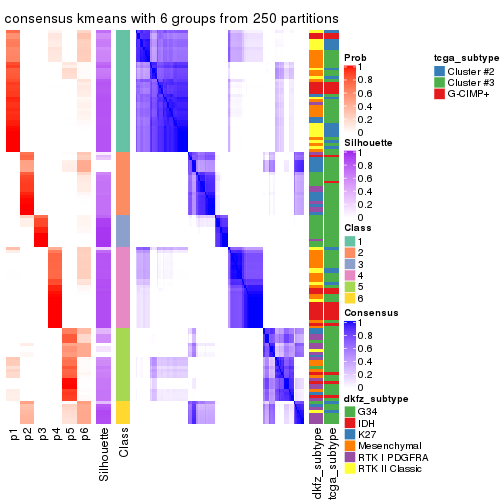 consensus kmeans with 6 groups from 250 partitions
Prob
1
0.8
0.6
0.4
0.2
0
Silhouette
1
0.8
0.6
0.4
0.2
0
Class
1
2
3
4
5
6
Consensus
1
0.8
0.6
0.4
0.2
0
dkfz_subtype
G34
IDH
K27
Mesenchymal
RTK I PDGFRA
RTK II Classic
tcga_subtype
Cluster #2
Cluster #3
G-CIMP+
p1
p2
p3
p4
p5
p6
Silhouette
Class
dkfz_subtype
tcga_subtype